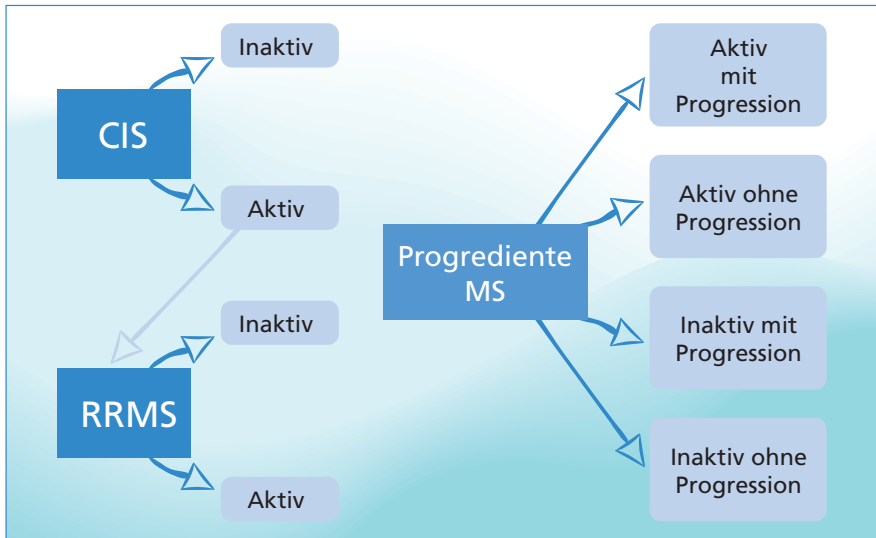 Inaktiv
CIS
Aktiv
Inaktiv
RRMS
Aktiv
Progrediente
MS
Aktiv
mit
Progression
Aktiv ohne
Progression
Inaktiv mit
Progression
Inaktiv ohne
Progression